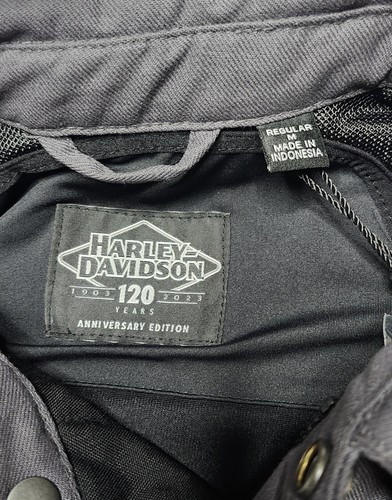 REGULAR
M
MADE IN
INDONESIA
HARLEY-
DAVIDSON
1903 120 2023
YEARS
ANNIVERSARY EDITION